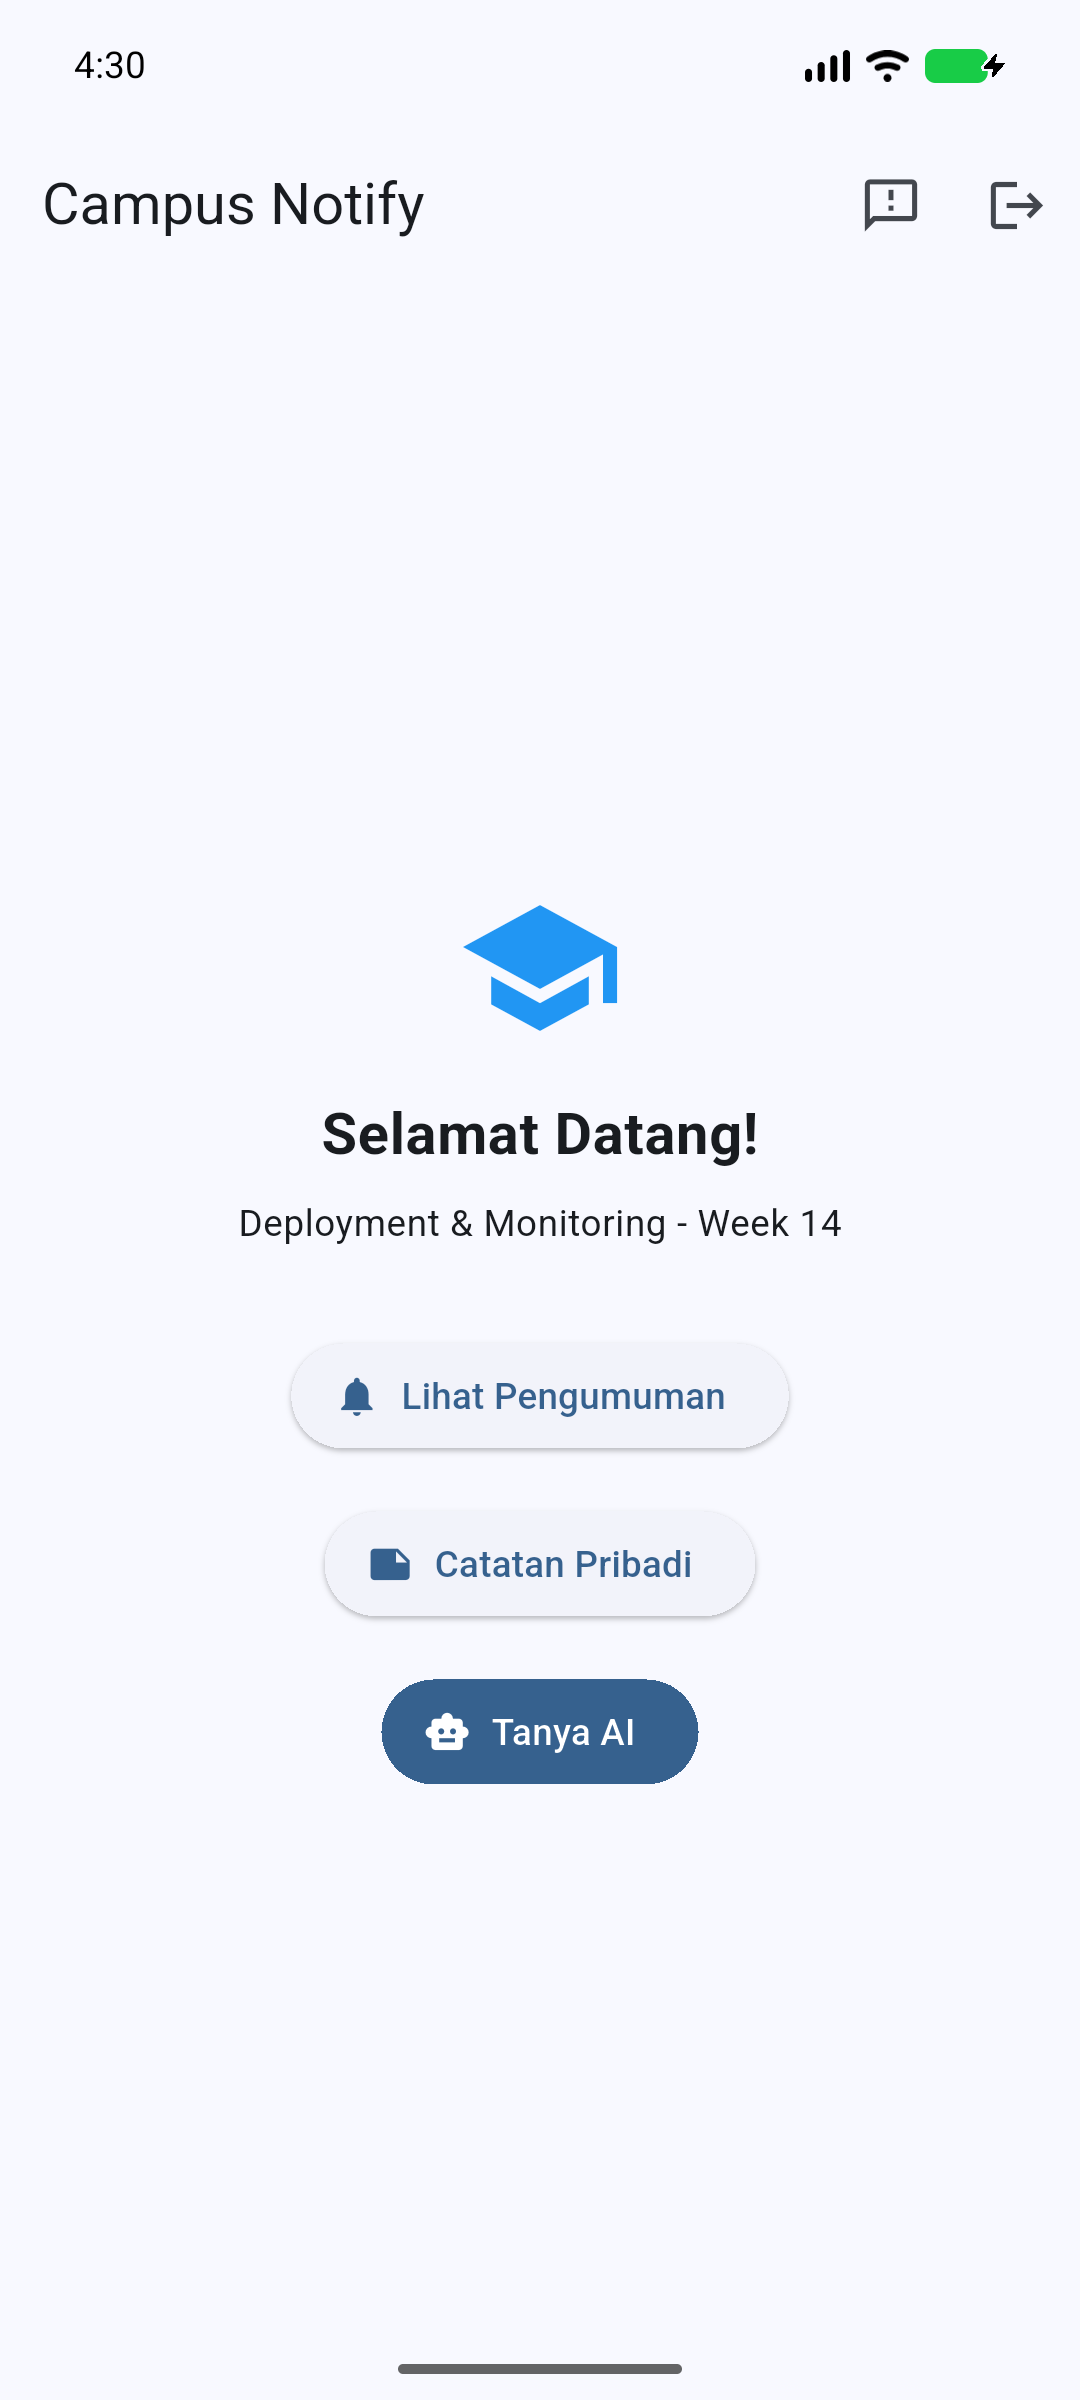 4:30
Campus Notify
Selamat Datang!
Deployment & Monitoring - Week 14
Lihat Pengumuman
Catatan Pribadi
Tanya AI